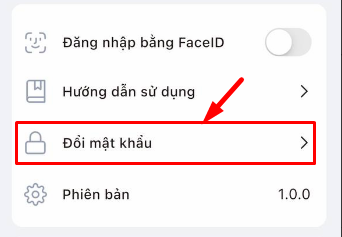 Đăng nhập bằng FaceID
Hướng dẫn sử dụng
Đổi mật khẩu
Phiên bản 1.0.0